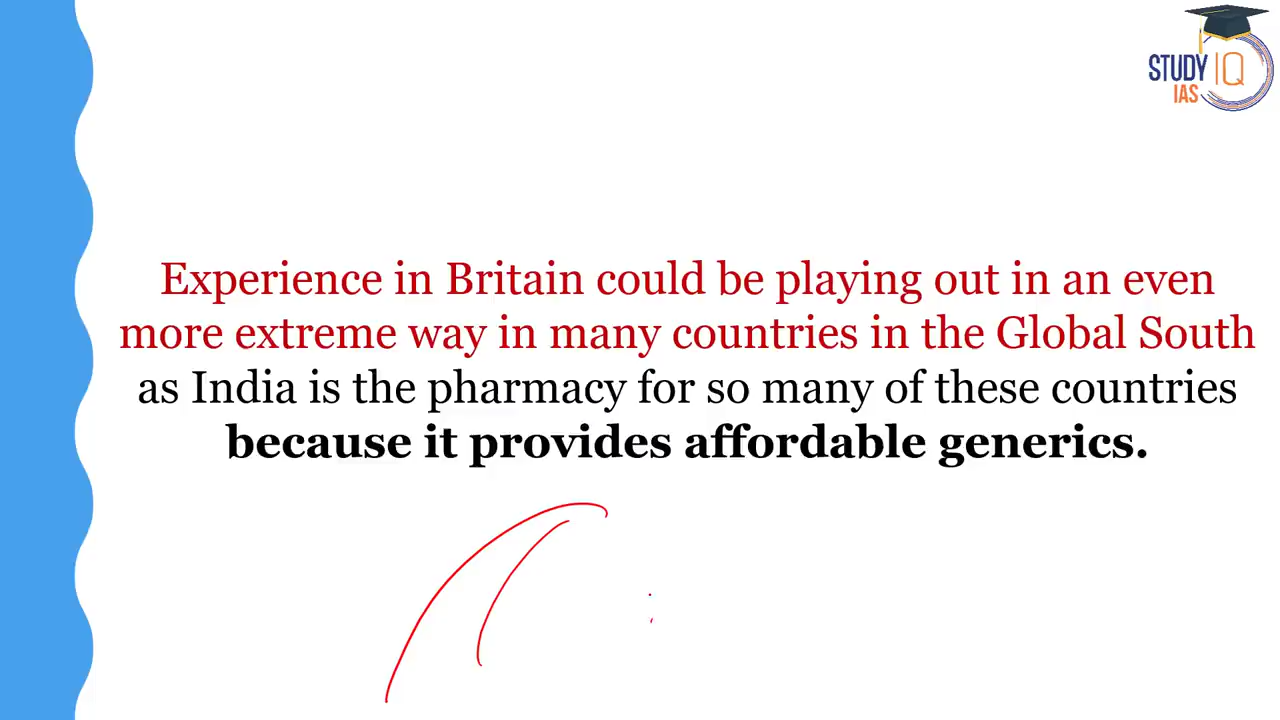 STUDY IQ
IAS
Experience in Britain could be playing out in an even
more extreme way in many countries in the Global South
as India is the pharmacy for so many of these countries
because it provides affordable generics.